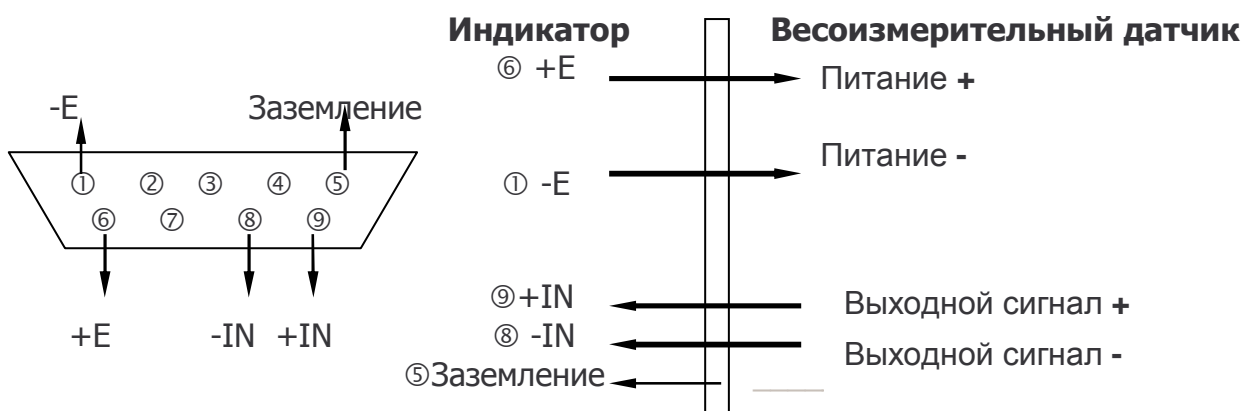 Индикатор
Весоизмерительный датчик
⑥ +E
Питание +
-E
Заземление
Питание -
① ② ③ ④ ⑤
① -E
⑥ ⑦ ⑧ ⑨
⑨+IN
Выходной сигнал +
+E -IN +IN
⑧ -IN
Выходной сигнал -
⑤Заземление